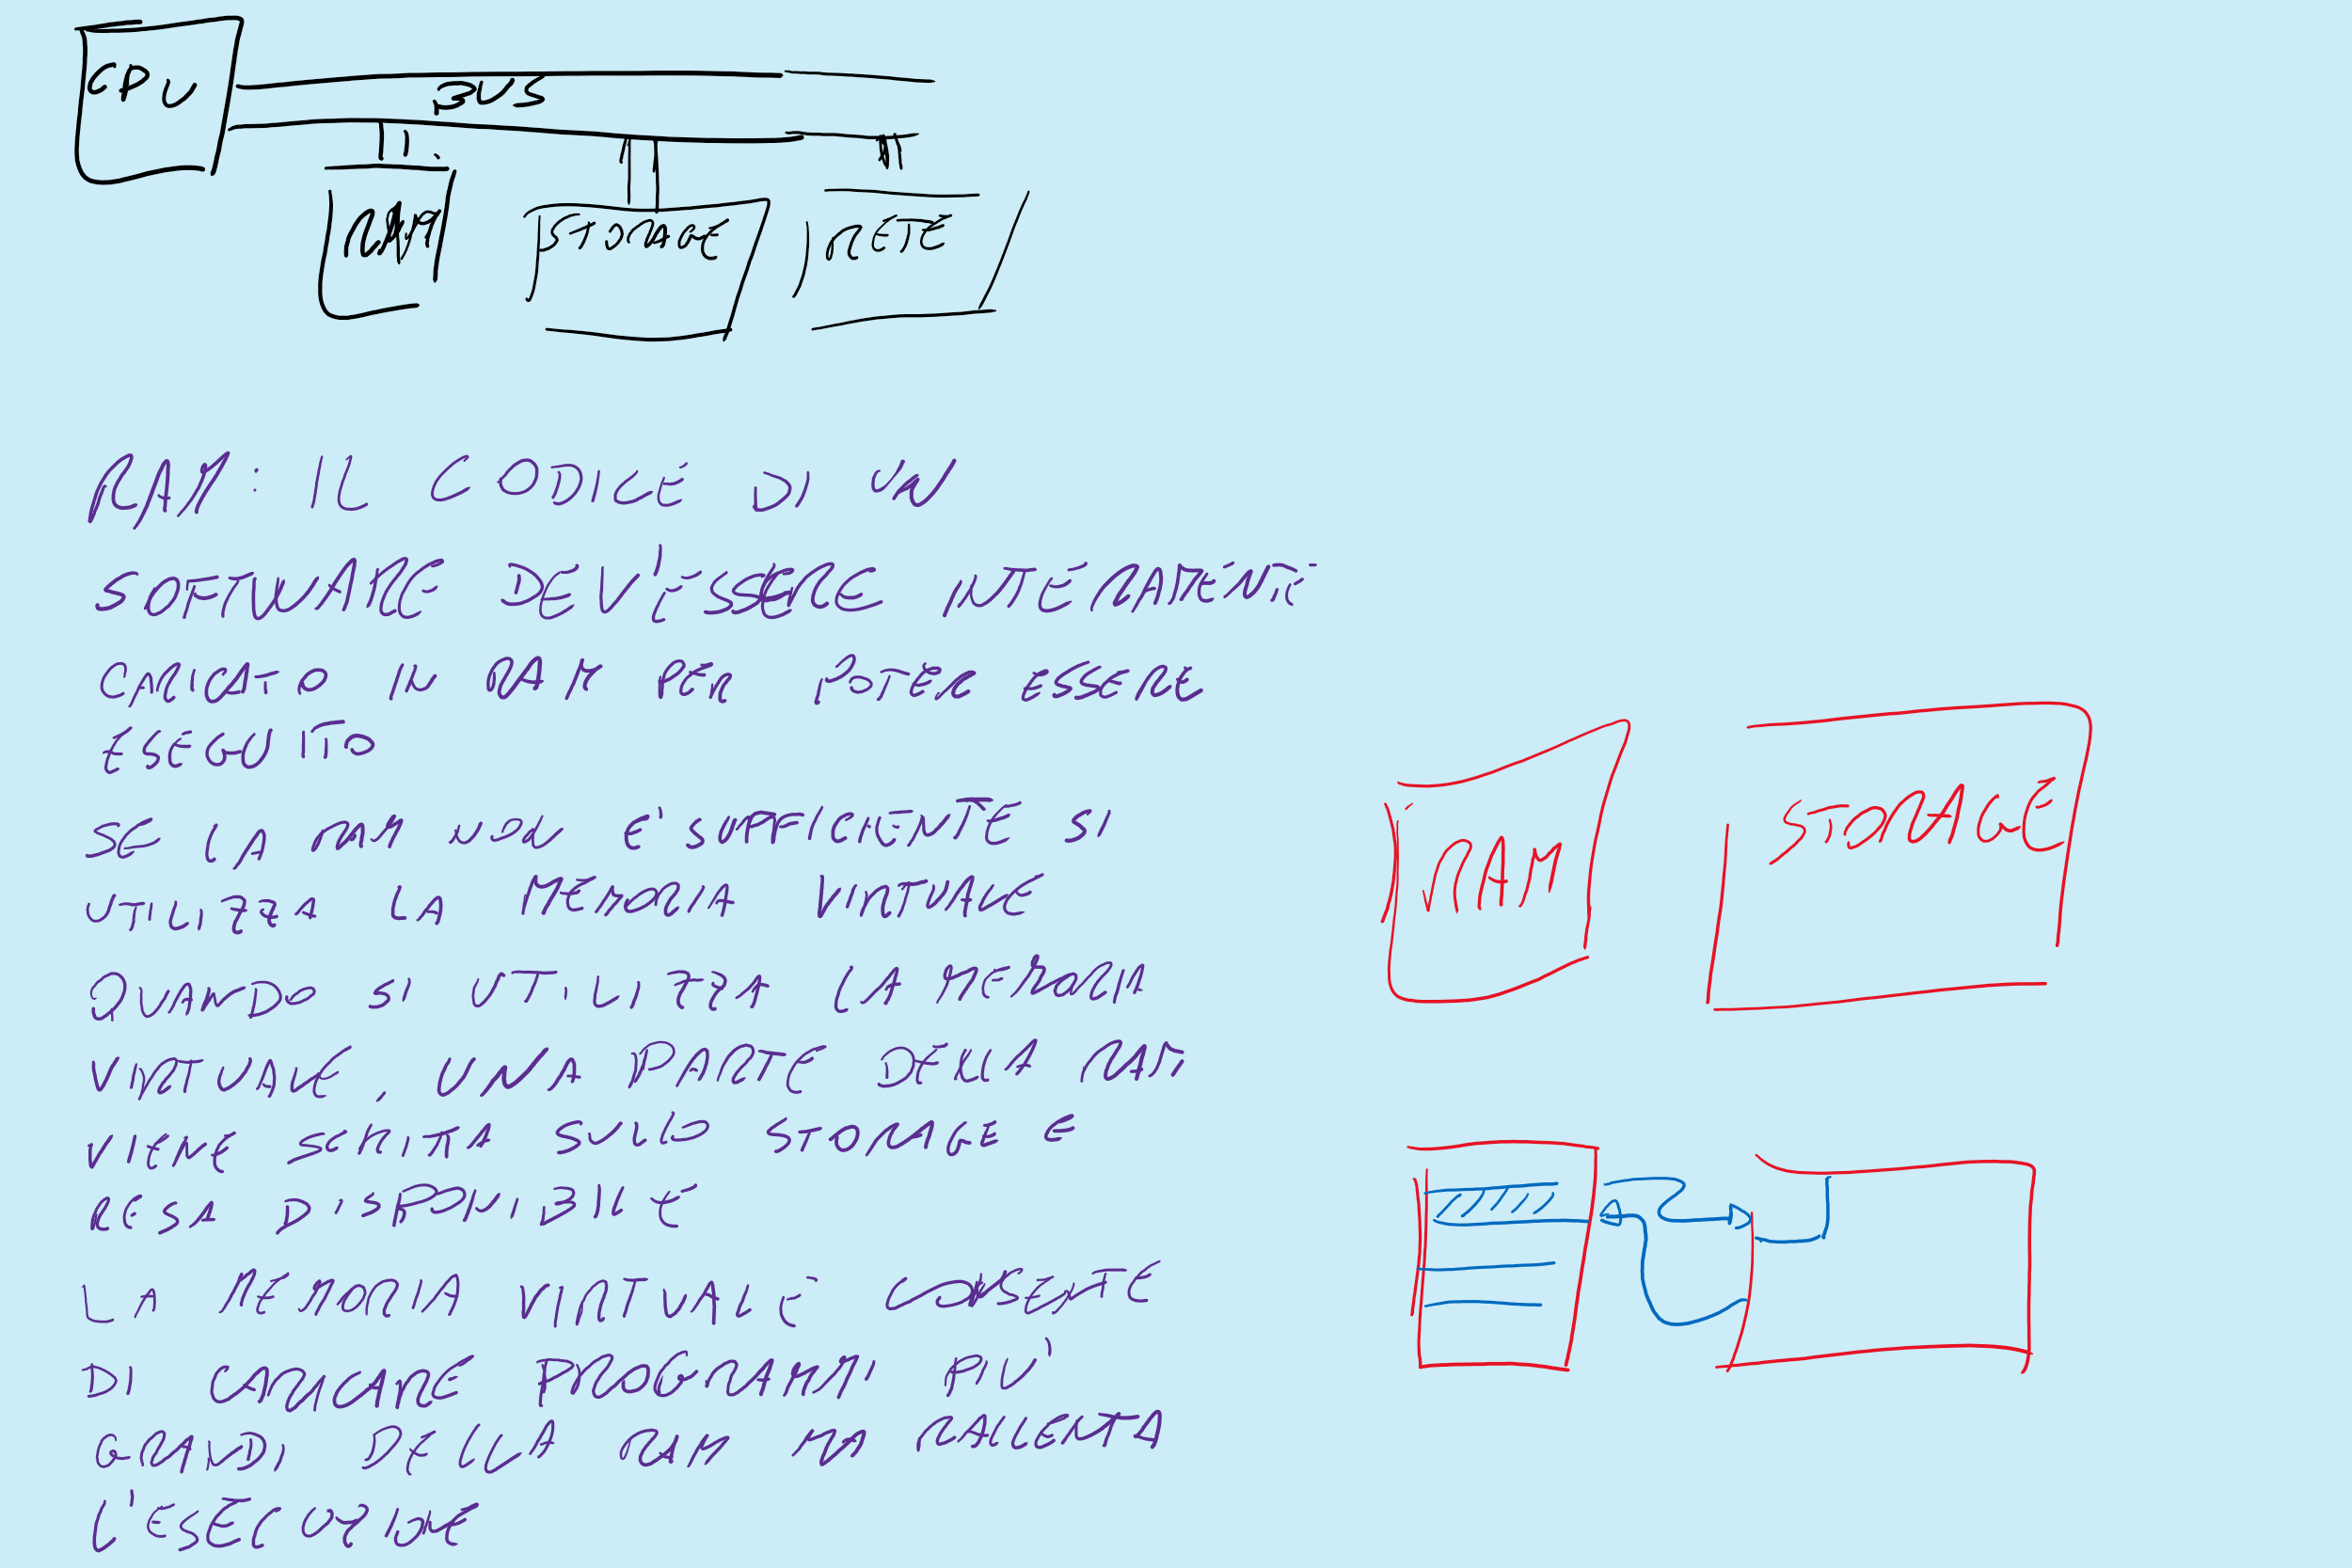 CPU
BUS
RAM STORAGE RETE
RAM: IL CODICE DI UN
SOFTWARE DEV'ESSERE INTERAMENTE
CARICATO IN RAM PER POTER ESSERE
ESEGUITO
SE LA RAM NON E' SUFFICIENTE SI
UTILIZZA LA MEMORIA VIRTUALE
QUANDO SI UTILIZZA LA MEMORIA
VIRTUALE, UNA PARTE DELLA RAM
VIENE SCRITTA SULLO STORAGE E
RESA DISPONIBILE
LA MEMORIA VIRTUALE CONSENTE
DI CARICARE PROGRAMMI PIU'
GRANDI DELLA RAM MA RALLENTA
L'ESECUZIONE
RAM STORAGE